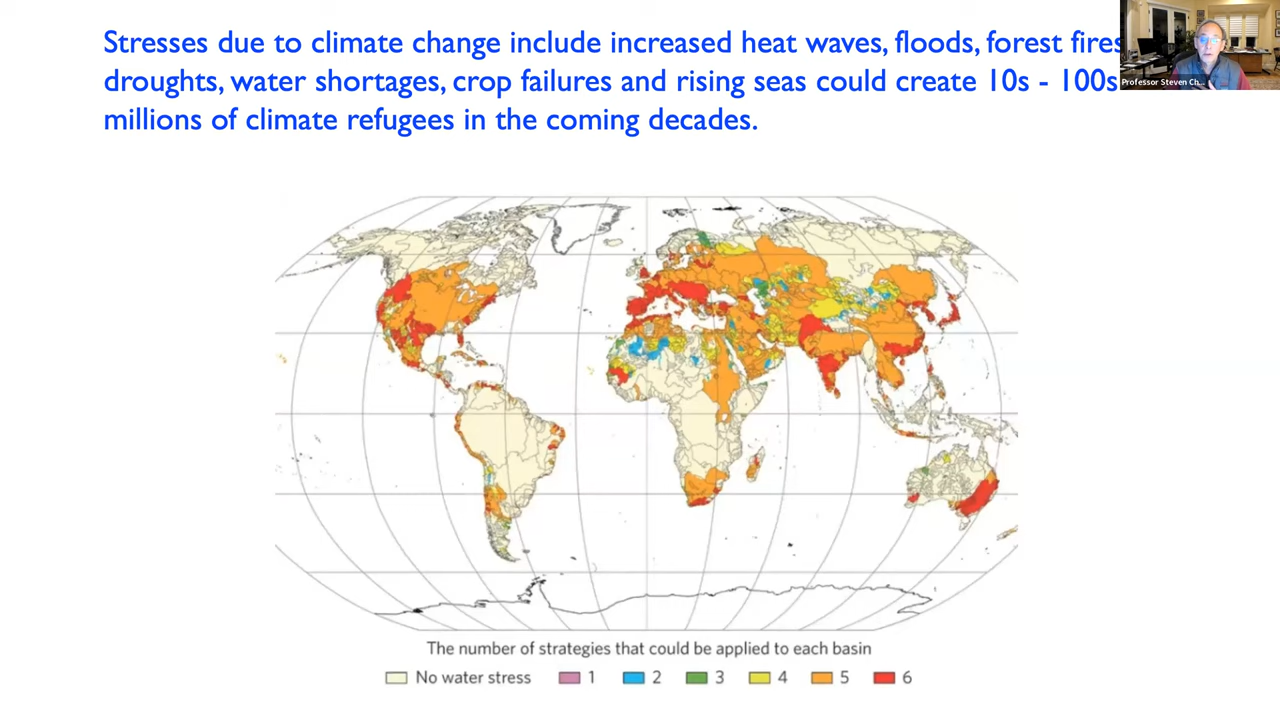 Stresses due to climate change include increased heat waves, floods, forest fires
droughts, water shortages, crop failures and rising seas could create 10s - 100s
millions of climate refugees in the coming decades.
Professor Steven Ch...
The number of strategies that could be applied to each basin
No water stress 1 2 3 4 5 6